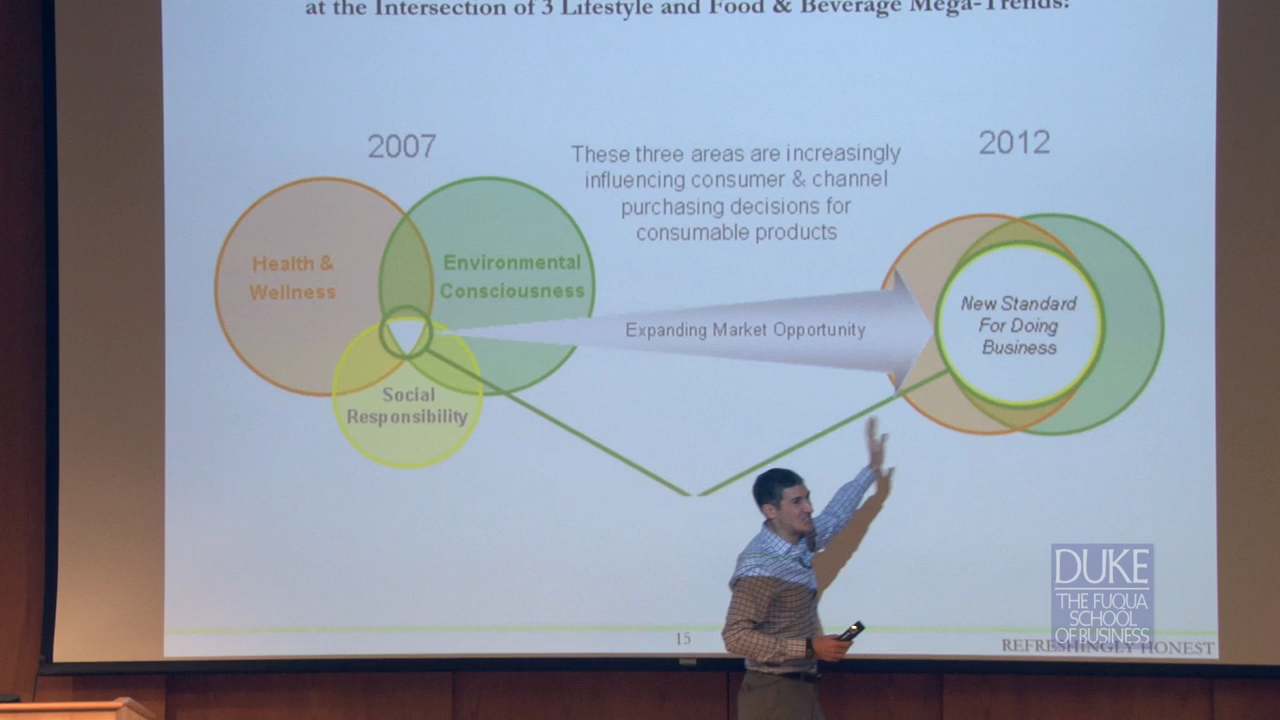 at the Intersection of 3 Lifestyle and Food & Beverage Mega-Trends:
2007
These three areas are increasingly
influencing consumer & channel
purchasing decisions for
consumable products
2012
Health &
Wellness
Environmental
Consciousness
Social
Responsibility
Expanding Market Opportunity
New Standard
For Doing
Business
15
REFRESHINGLY HONEST
DUKE
THE FUQUA
SCHOOL
OF BUSINESS